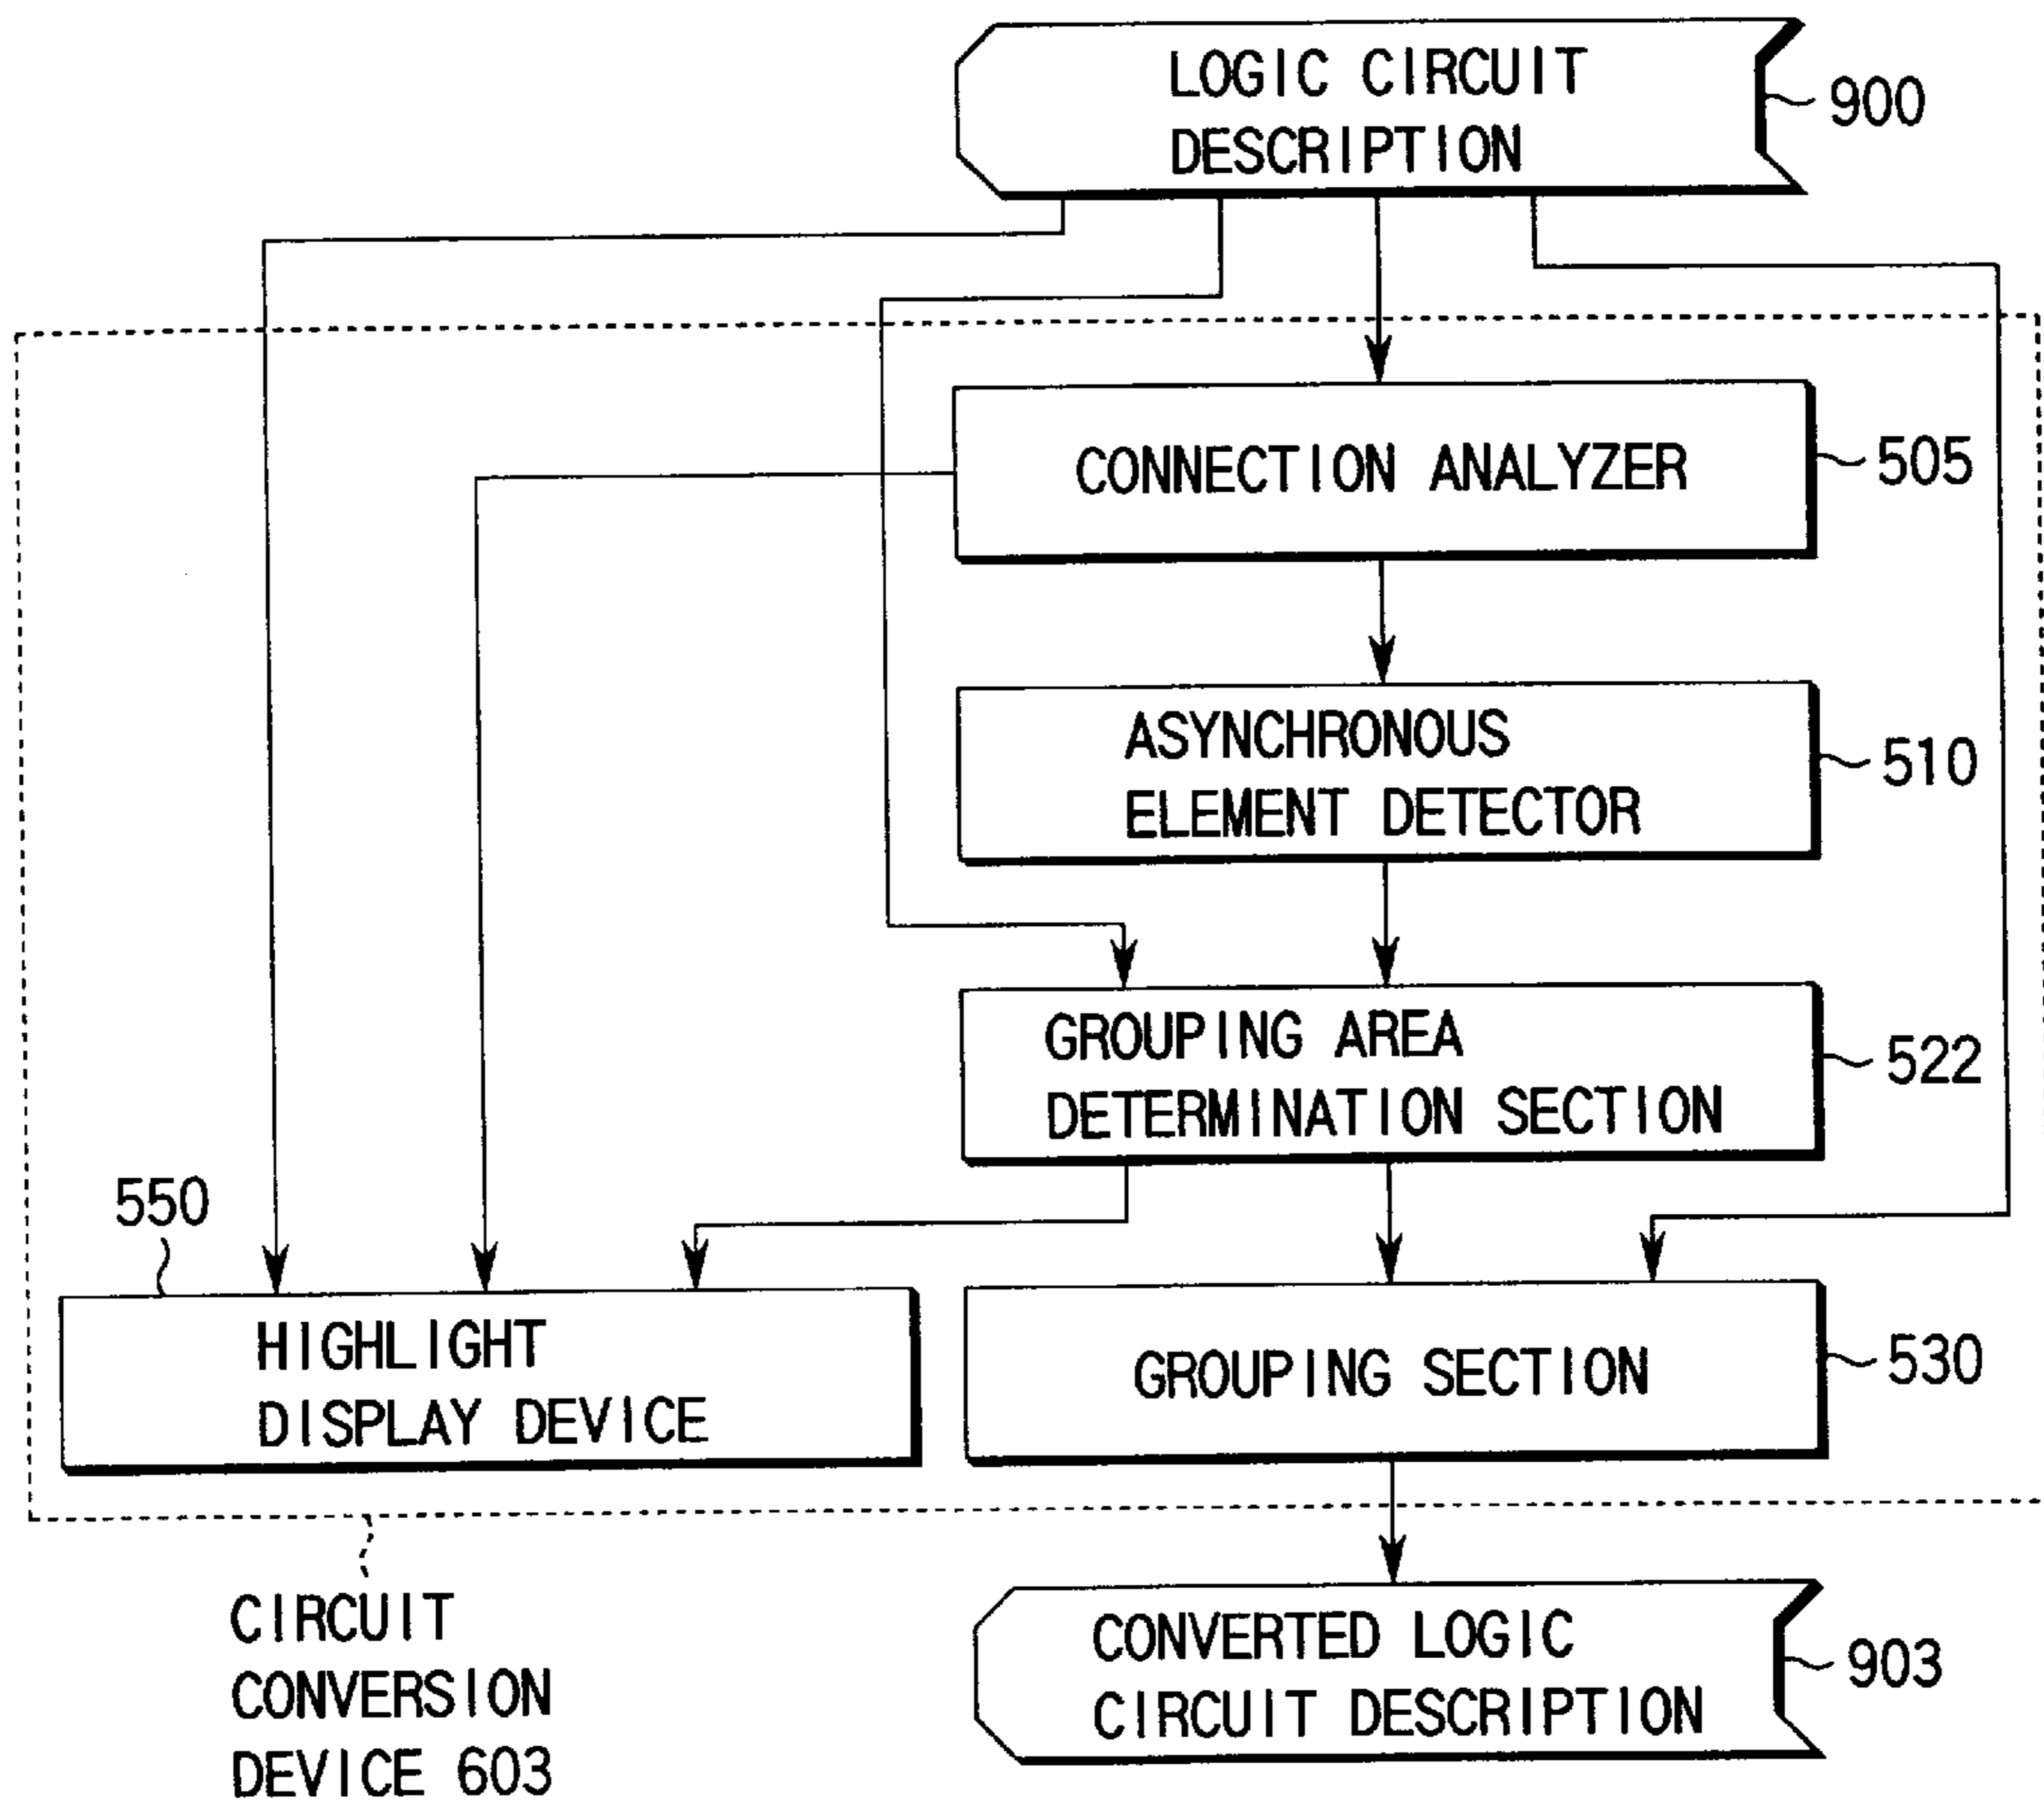 LOGIC CIRCUIT
DESCRIPTION
900
CONNECTION ANALYZER
505
ASYNCHRONOUS
ELEMENT DETECTOR
510
GROUPING AREA
DETERMINATION SECTION
522
550
HIGHLIGHT
DISPLAY DEVICE
GROUPING SECTION
530
CIRCUIT
CONVERSION
DEVICE 603
CONVERTED LOGIC
CIRCUIT DESCRIPTION
903